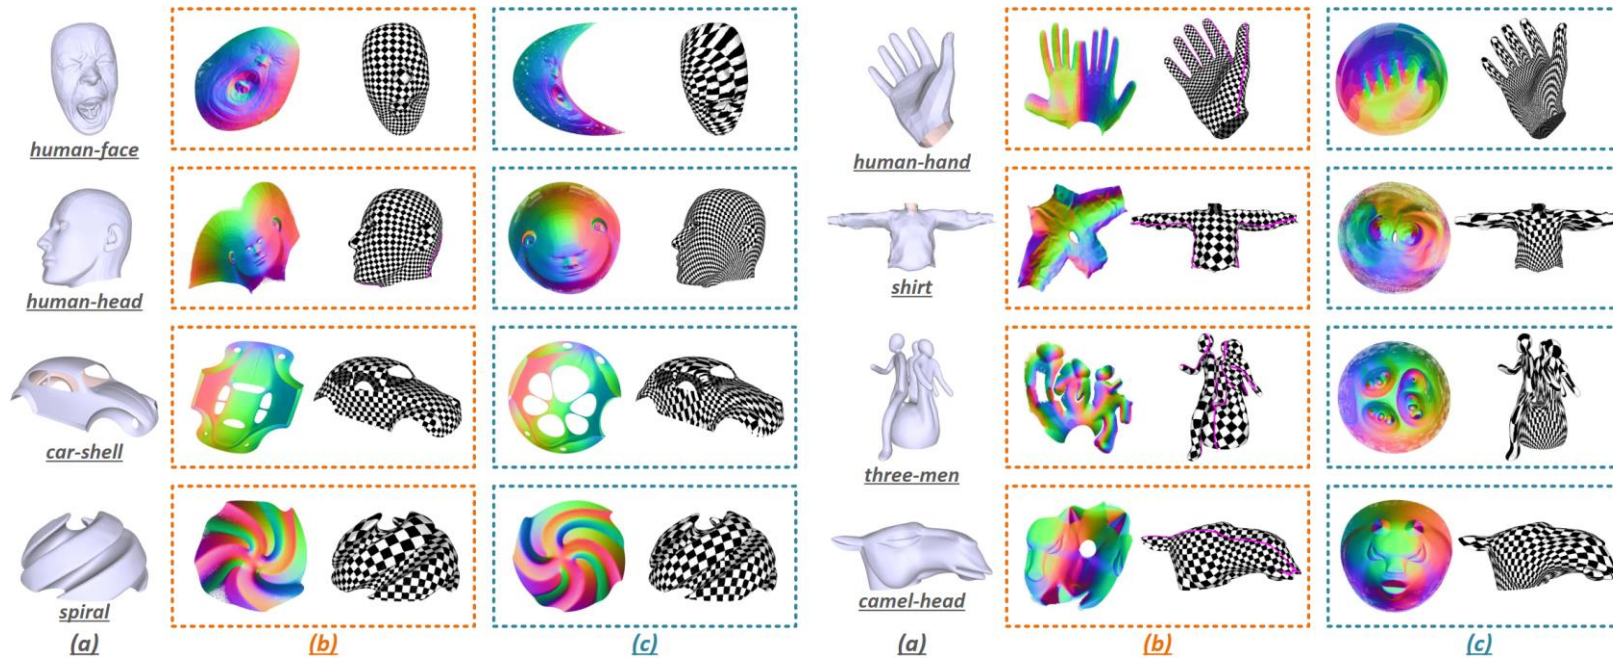 human-face
human-hand
human-head
shirt
car-shell
three-men
spiral
camel-head
(a) (b) (c) (a) (b) (c)